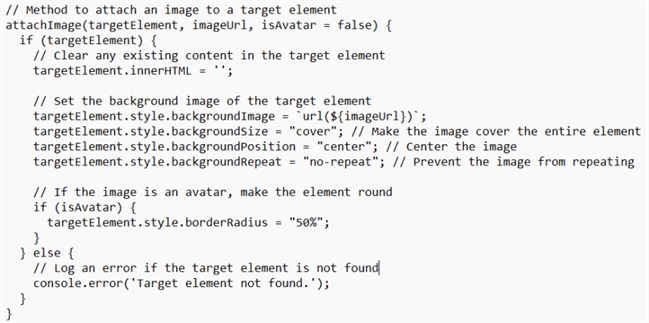 // Method to attach an image to a target element
attachImage(targetElement, imageUrl, isAvatar = false) {
  if (targetElement) {
    // Clear any existing content in the target element
    targetElement.innerHTML = '';

    // Set the background image of the target element
    targetElement.style.backgroundImage = `url(${imageUrl})`;
    targetElement.style.backgroundSize = "cover"; // Make the image cover the entire element
    targetElement.style.backgroundPosition = "center"; // Center the image
    targetElement.style.backgroundRepeat = "no-repeat"; // Prevent the image from repeating

    // If the image is an avatar, make the element round
    if (isAvatar) {
      targetElement.style.borderRadius = "50%";
    }
  } else {
    // Log an error if the target element is not found
    console.error('Target element not found.');
  }
}